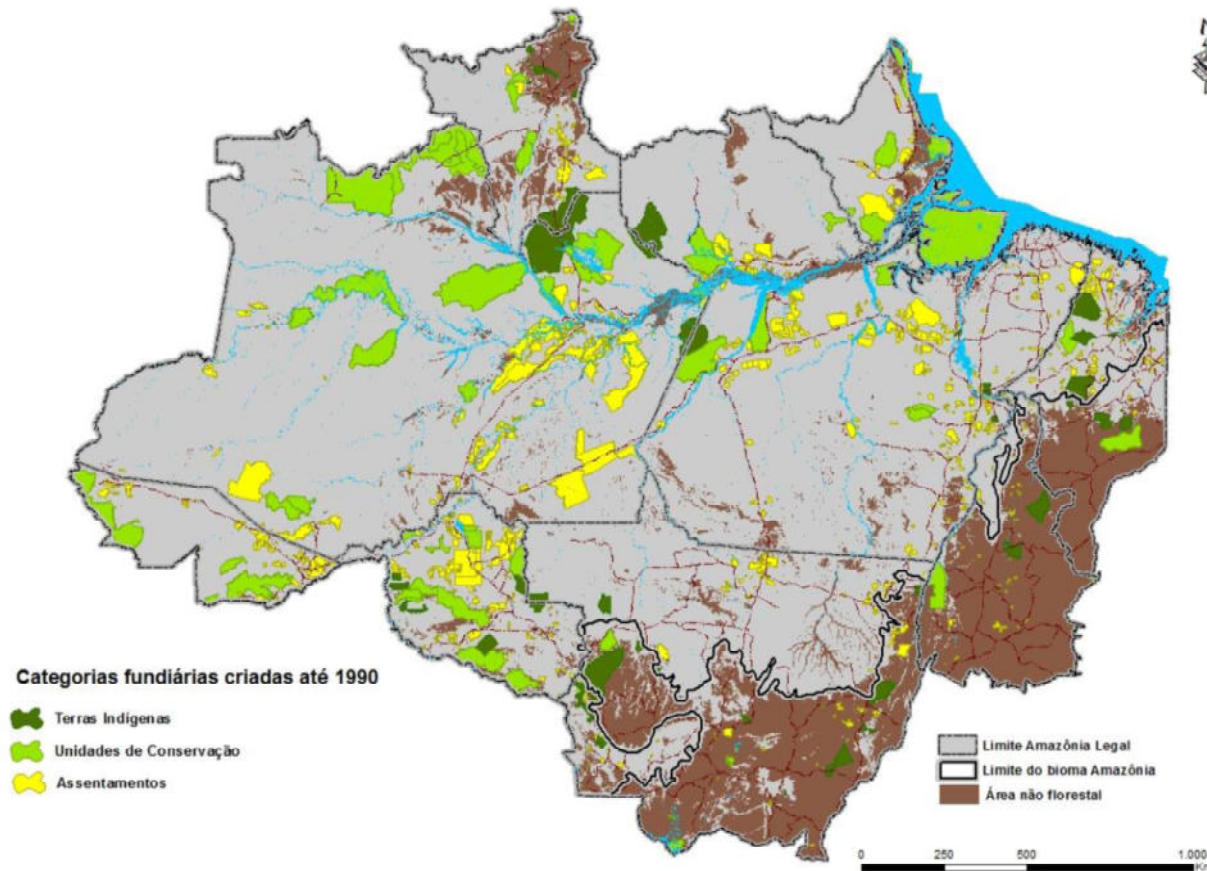 N
Categorias fundiárias criadas até 1990
Terras Indígenas
Unidades de Conservação
Assentamentos
Limite Amazônia Legal
Limite do bioma Amazônia
Área não florestal
0 250 500 1.000
Km